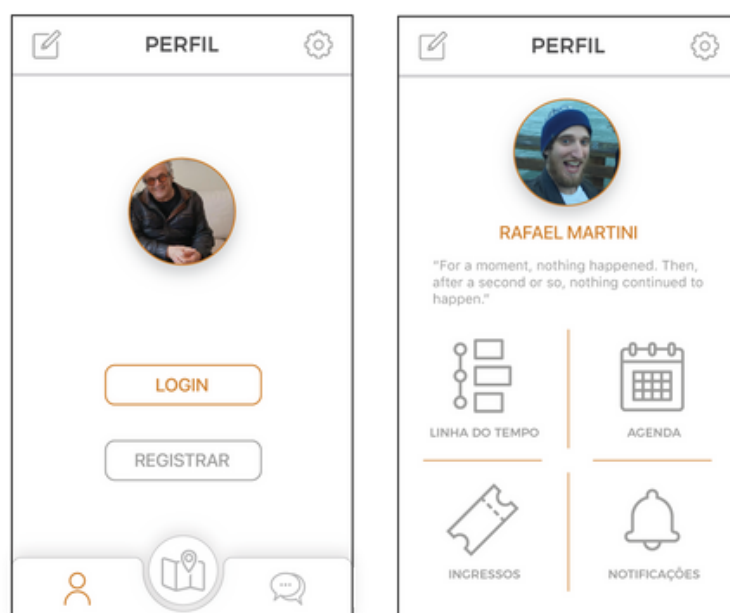 PERFIL
LOGIN
REGISTRAR
PERFIL
RAFAEL MARTINI
"For a moment, nothing happened. Then,
after a second or so, nothing continued to
happen."
LINHA DO TEMPO
AGENDA
INGRESSOS
NOTIFICAÇÕES